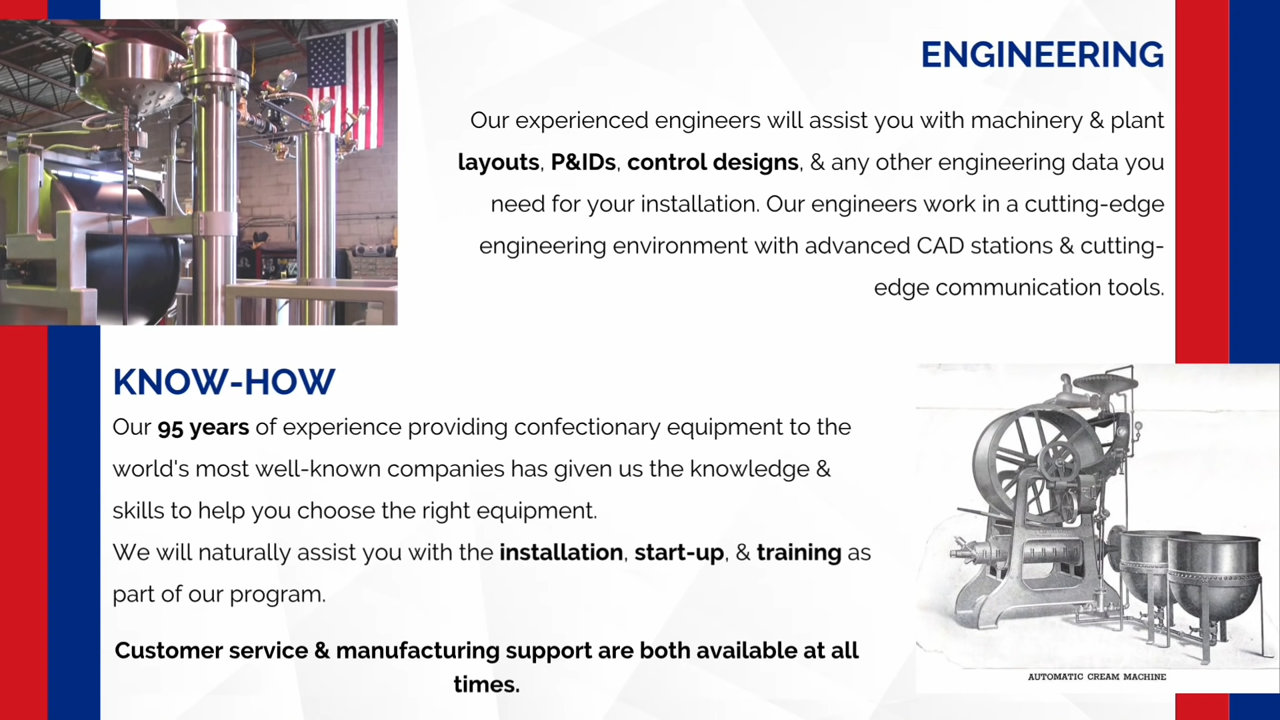 ENGINEERING
Our experienced engineers will assist you with machinery & plant
layouts, P&IDs, control designs, & any other engineering data you
need for your installation. Our engineers work in a cutting-edge
engineering environment with advanced CAD stations & cutting-
edge communication tools.
KNOW-HOW
Our 95 years of experience providing confectionary equipment to the
world's most well-known companies has given us the knowledge &
skills to help you choose the right equipment.
We will naturally assist you with the installation, start-up, & training as
part of our program.
Customer service & manufacturing support are both available at all
times.
AUTOMATIC CREAM MACHINE